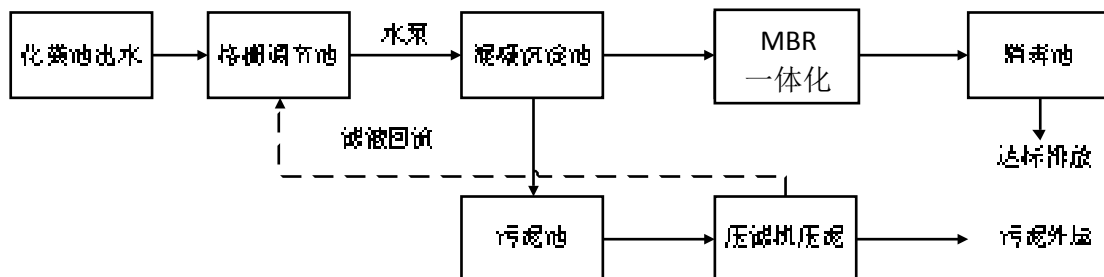 化粪池出水
格栅调节池
水泵
混凝沉淀池
MBR
一体化
消毒池
滤液回流
达标排放
污泥池
压滤机压滤
污泥外运